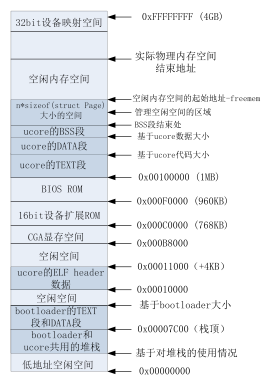 32bit设备映射空间
0xFFFFFFFF (4GB)
实际物理内存空间
结束地址
空闲内存空间
空闲内存空间的起始地址-freemem
n*sizeof(struct Page)
大小的空间
管理空闲空间的区域
BSS段结束处
ucore的BSS段
基于ucore数据大小
ucore的DATA段
基于ucore代码大小
ucore的TEXT段
0x00100000 (1MB)
BIOS ROM
0x000F0000 (960KB)
16bit设备扩展ROM
0x000C0000 (768KB)
CGA显存空间
0x000B8000
空闲空间
0x00011000 (+4KB)
ucore的ELF header
数据
0x00010000
空闲空间
基于bootloader大小
bootloader的TEXT
段和DATA段
0x00007C00 (栈顶)
bootloader和
ucore共用的堆栈
基于对堆栈的使用情况
低地址空闲空间
0x00000000